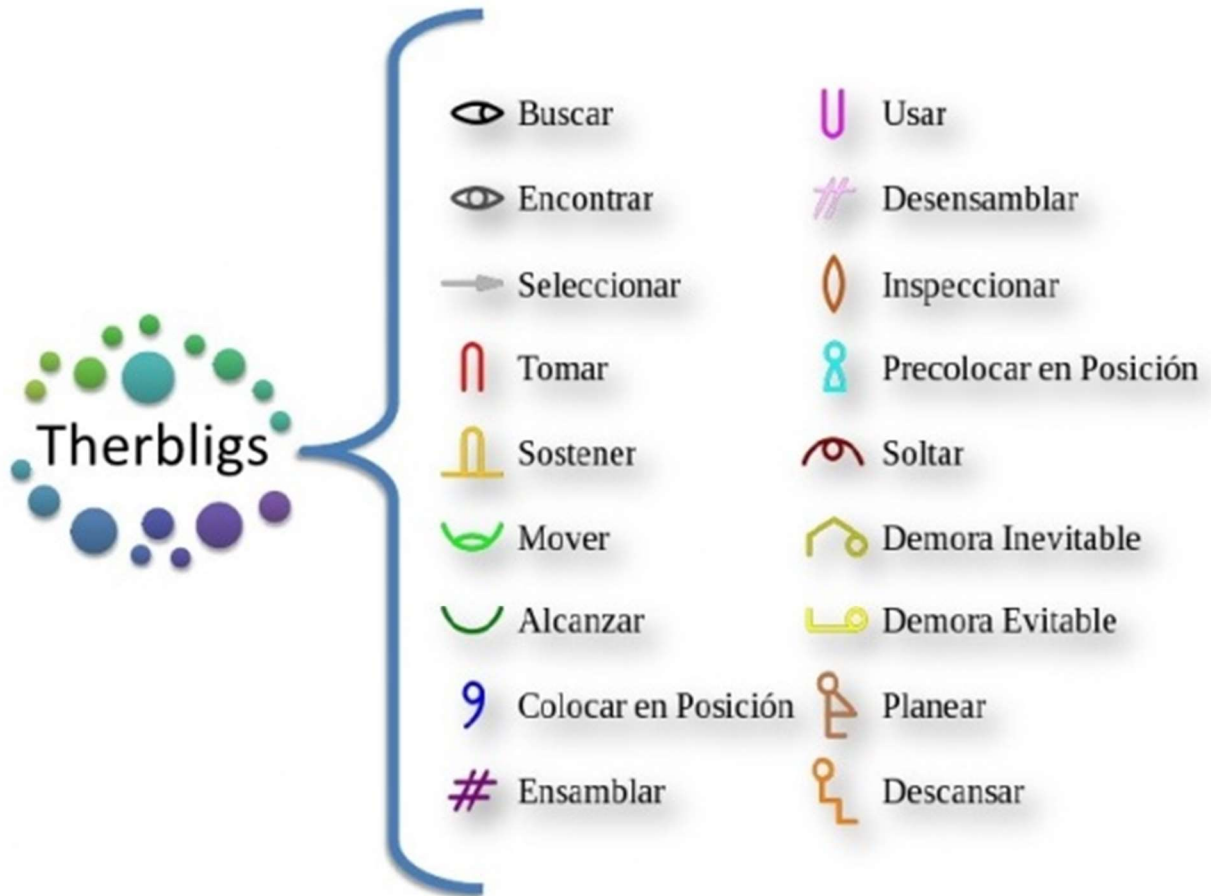 Therbligs
Buscar
Encontrar
Seleccionar
Tomar
Sostener
Mover
Alcanzar
Colocar en Posición
Ensamblar
Usar
Desensamblar
Inspeccionar
Precolocar en Posición
Soltar
Demora Inevitable
Demora Evitable
Planear
Descansar